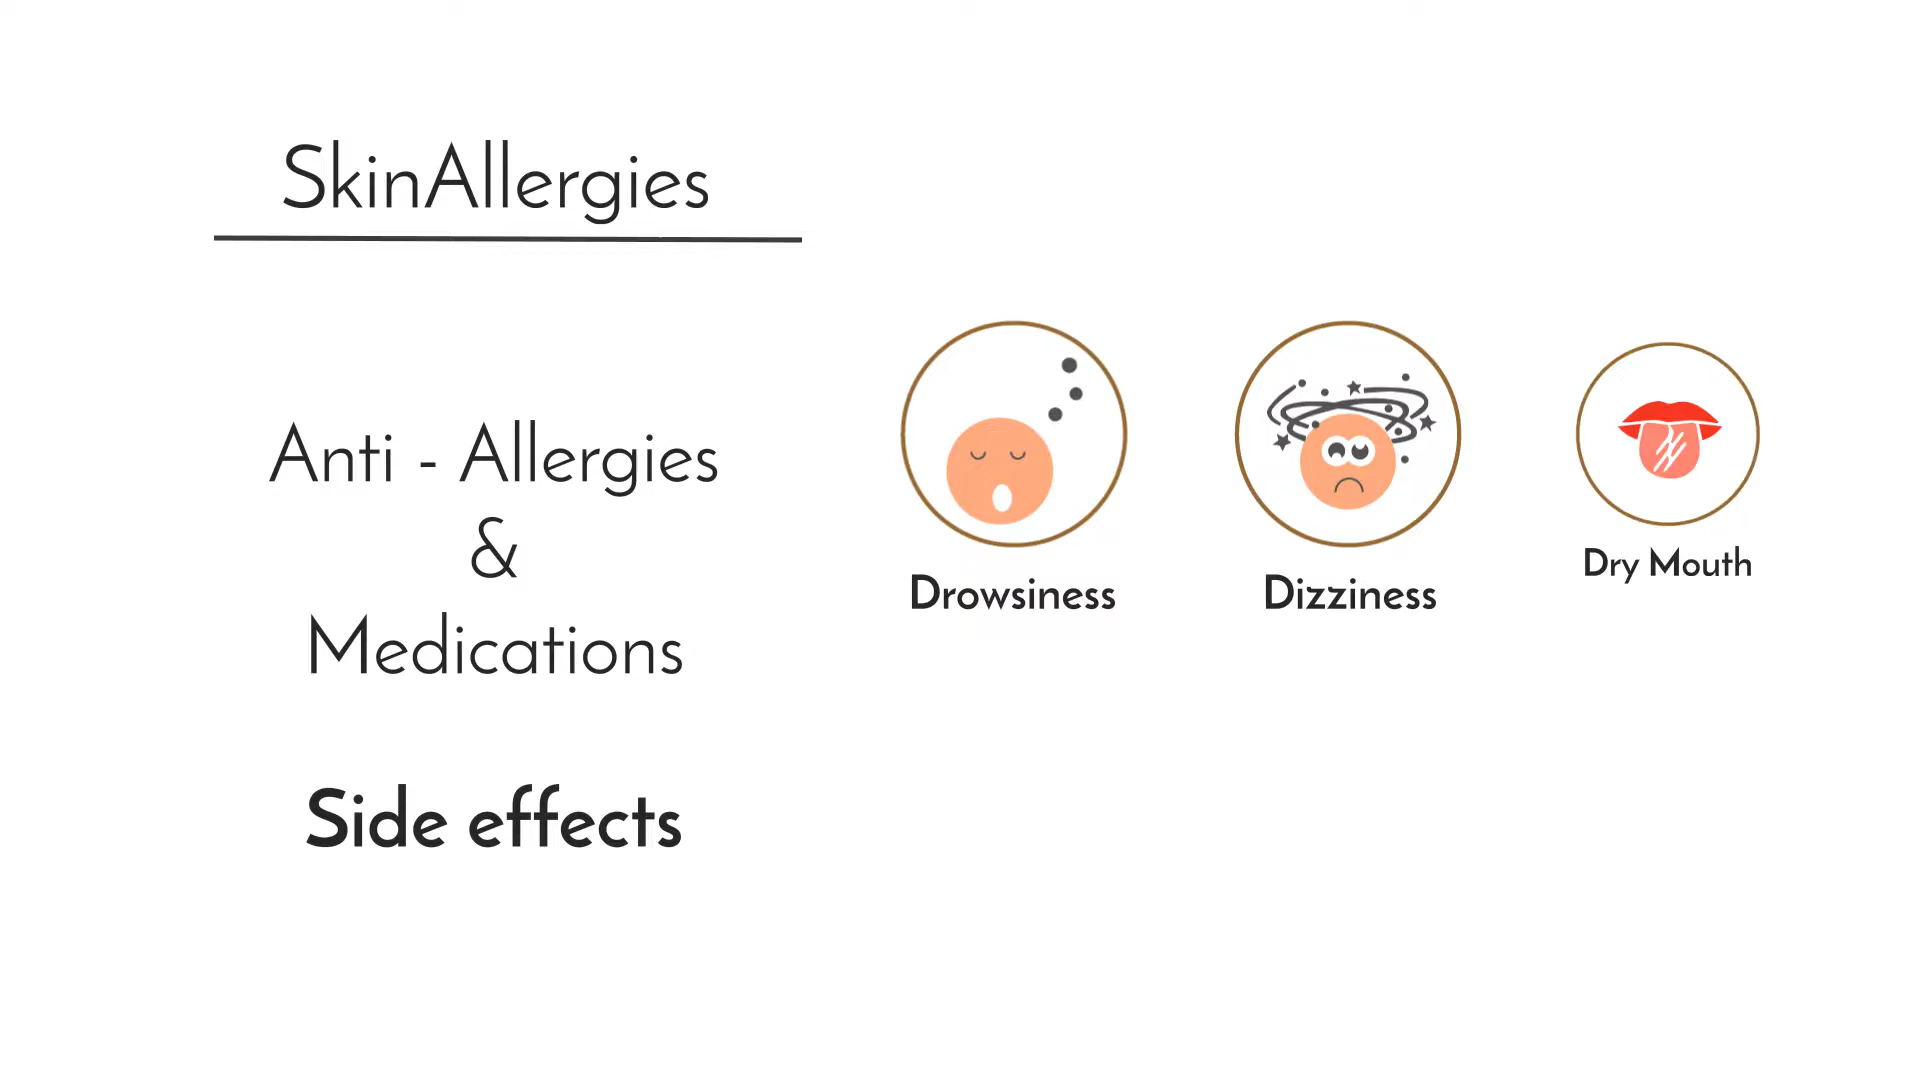 SkinAllergies
Anti - Allergies
&
Medications
Side effects
Drowsiness
Dizziness
Dry Mouth